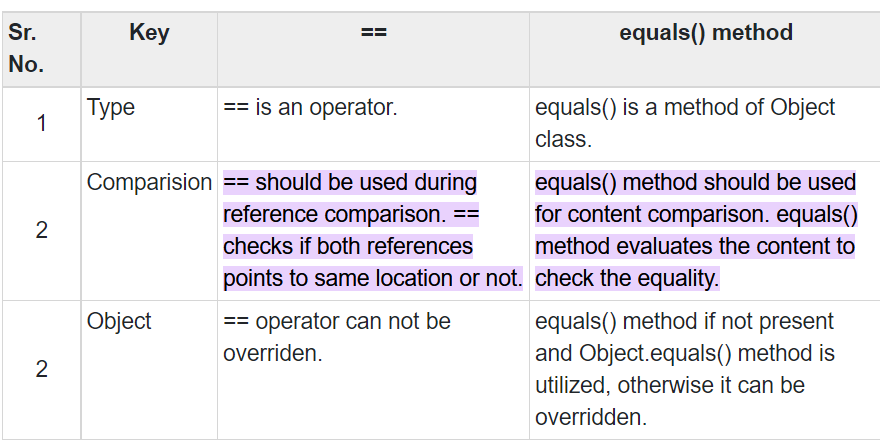 Sr. No.
Key
==
equals() method
1
Type
== is an operator.
equals() is a method of Object
class.
2
Comparision
== should be used during
reference comparison. ==
checks if both references
points to same location or not.
equals() method should be used
for content comparison. equals()
method evaluates the content to
check the equality.
2
Object
== operator can not be
overriden.
equals() method if not present
and Object.equals() method is
utilized, otherwise it can be
overridden.